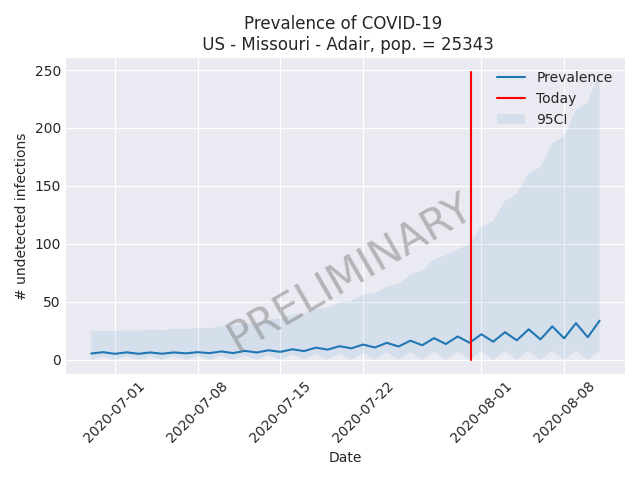 Prevalence of COVID-19
US - Missouri - Adair, pop. = 25343
250
200
150
100
50
0
# undetected infections
Prevalence
Today
95CI
PRELIMINARY
2020-07-01
2020-07-08
2020-07-15
2020-07-22
2020-08-01
2020-08-08
Date